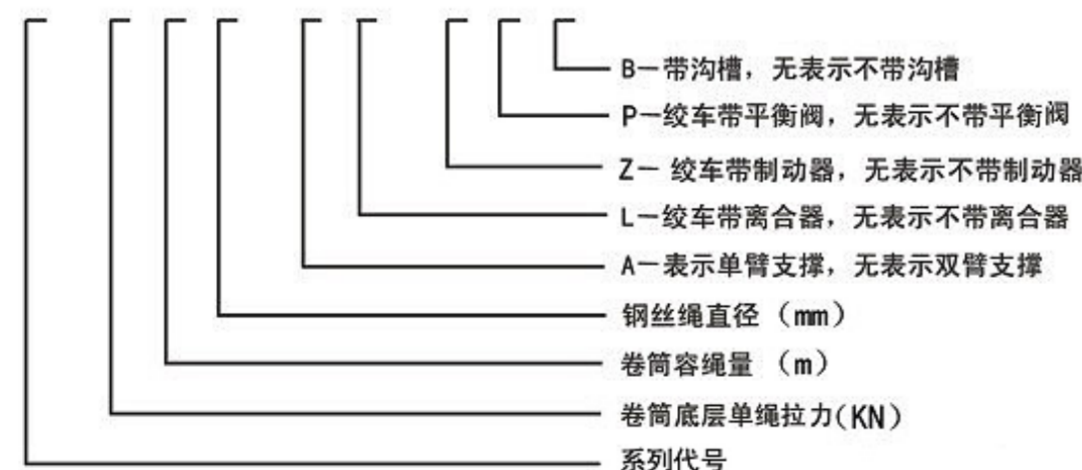 B—带沟槽，无表示不带沟槽
P—绞车带平衡阀，无表示不带平衡阀
Z— 绞车带制动器，无表示不带制动器
L—绞车带离合器，无表示不带离合器
A—表示单臂支撑，无表示双臂支撑
钢丝绳直径（mm）
卷筒容绳量（m）
卷筒底层单绳拉力(KN)
系列代号